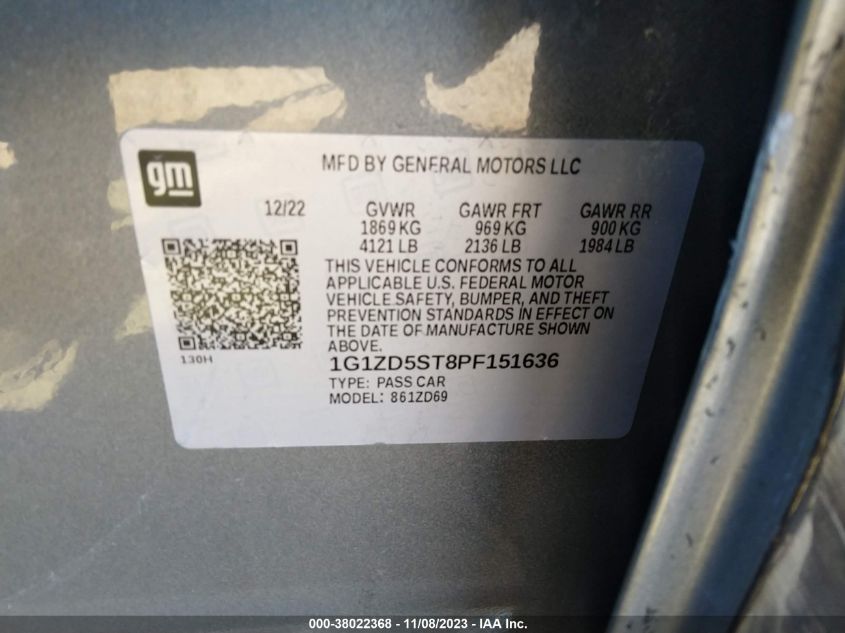 gm
MFD BY GENERAL MOTORS LLC
12/22 GVWR GAWR FRT GAWR RR
1869 KG 969 KG 900 KG
4121 LB 2136 LB 1984 LB
THIS VEHICLE CONFORMS TO ALL
APPLICABLE U.S. FEDERAL MOTOR
VEHICLE SAFETY, BUMPER, AND THEFT
PREVENTION STANDARDS IN EFFECT ON
THE DATE OF MANUFACTURE SHOWN
ABOVE.
130H
1G1ZD5ST8PF151636
TYPE: PASS CAR
MODEL: 861ZD69
000-38022368 - 11/08/2023 - IAA Inc.